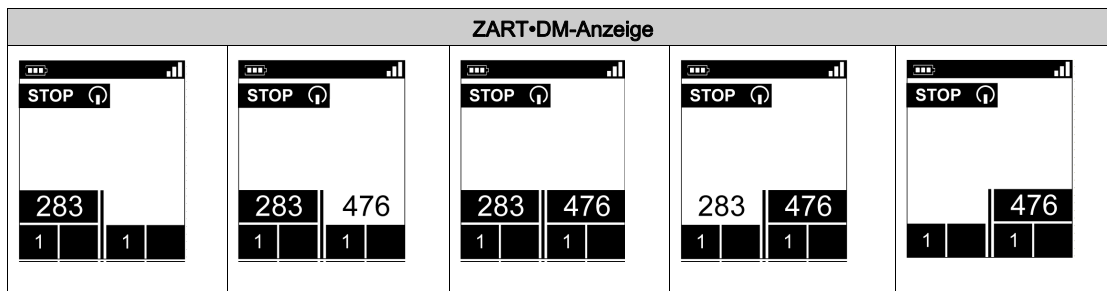 ZART•DM-Anzeige
STOP STOP STOP STOP STOP
283 283 476 283 476 283 476 476
1 1 1 1 1 1 1 1 1 1